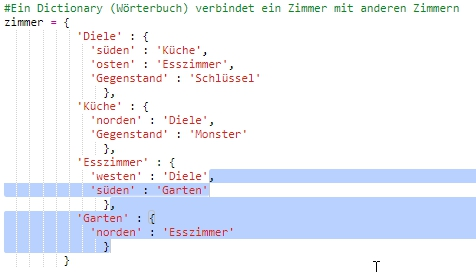 #Ein Dictionary (Wörterbuch) verbindet ein Zimmer mit anderen Zimmern
zimmer = {
'Diele' : {
'süden' : 'Küche',
'osten' : 'Esszimmer',
'Gegenstand' : 'Schlüssel'
},
'Küche' : {
'norden' : 'Diele',
'Gegenstand' : 'Monster'
},
'Esszimmer' : {
'westen' : 'Diele',
'süden' : 'Garten'
},
'Garten' : {
'norden' : 'Esszimmer'
}
}